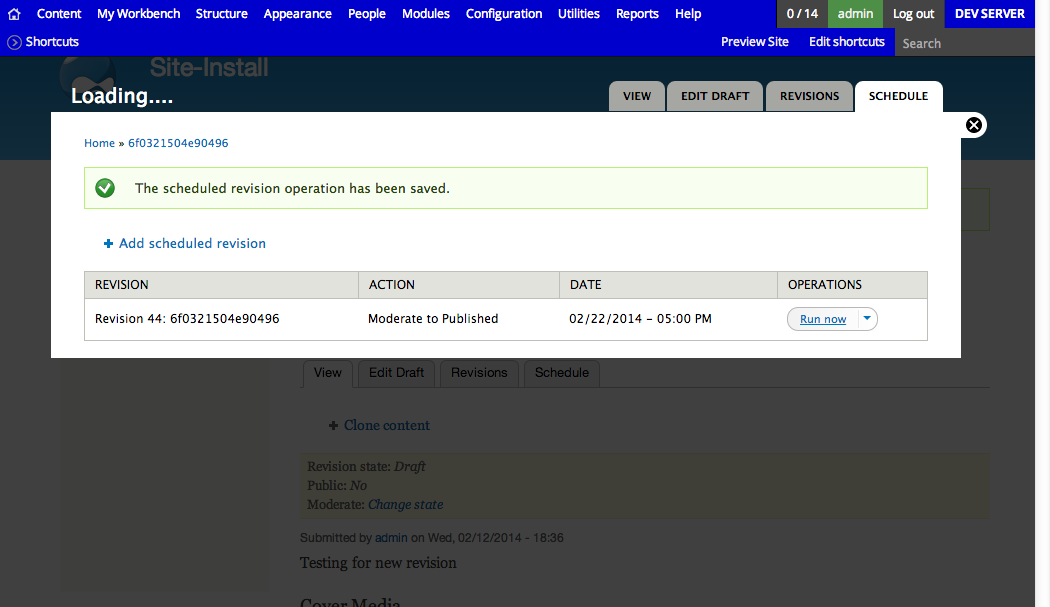 Content My Workbench Structure Appearance People Modules Configuration Utilities Reports Help 0 / 14 admin Log out DEV SERVER
Shortcuts Preview Site Edit shortcuts Search
Site-Install
Loading....
VIEW EDIT DRAFT REVISIONS SCHEDULE
Home » 6f0321504e90496
The scheduled revision operation has been saved.
Add scheduled revision
REVISION ACTION DATE OPERATIONS
Revision 44: 6f0321504e90496 Moderate to Published 02/22/2014 – 05:00 PM Run now
View Edit Draft Revisions Schedule
Clone content
Revision state: Draft
Public: No
Moderate: Change state
Submitted by admin on Wed, 02/12/2014 - 18:36
Testing for new revision
Cover Media